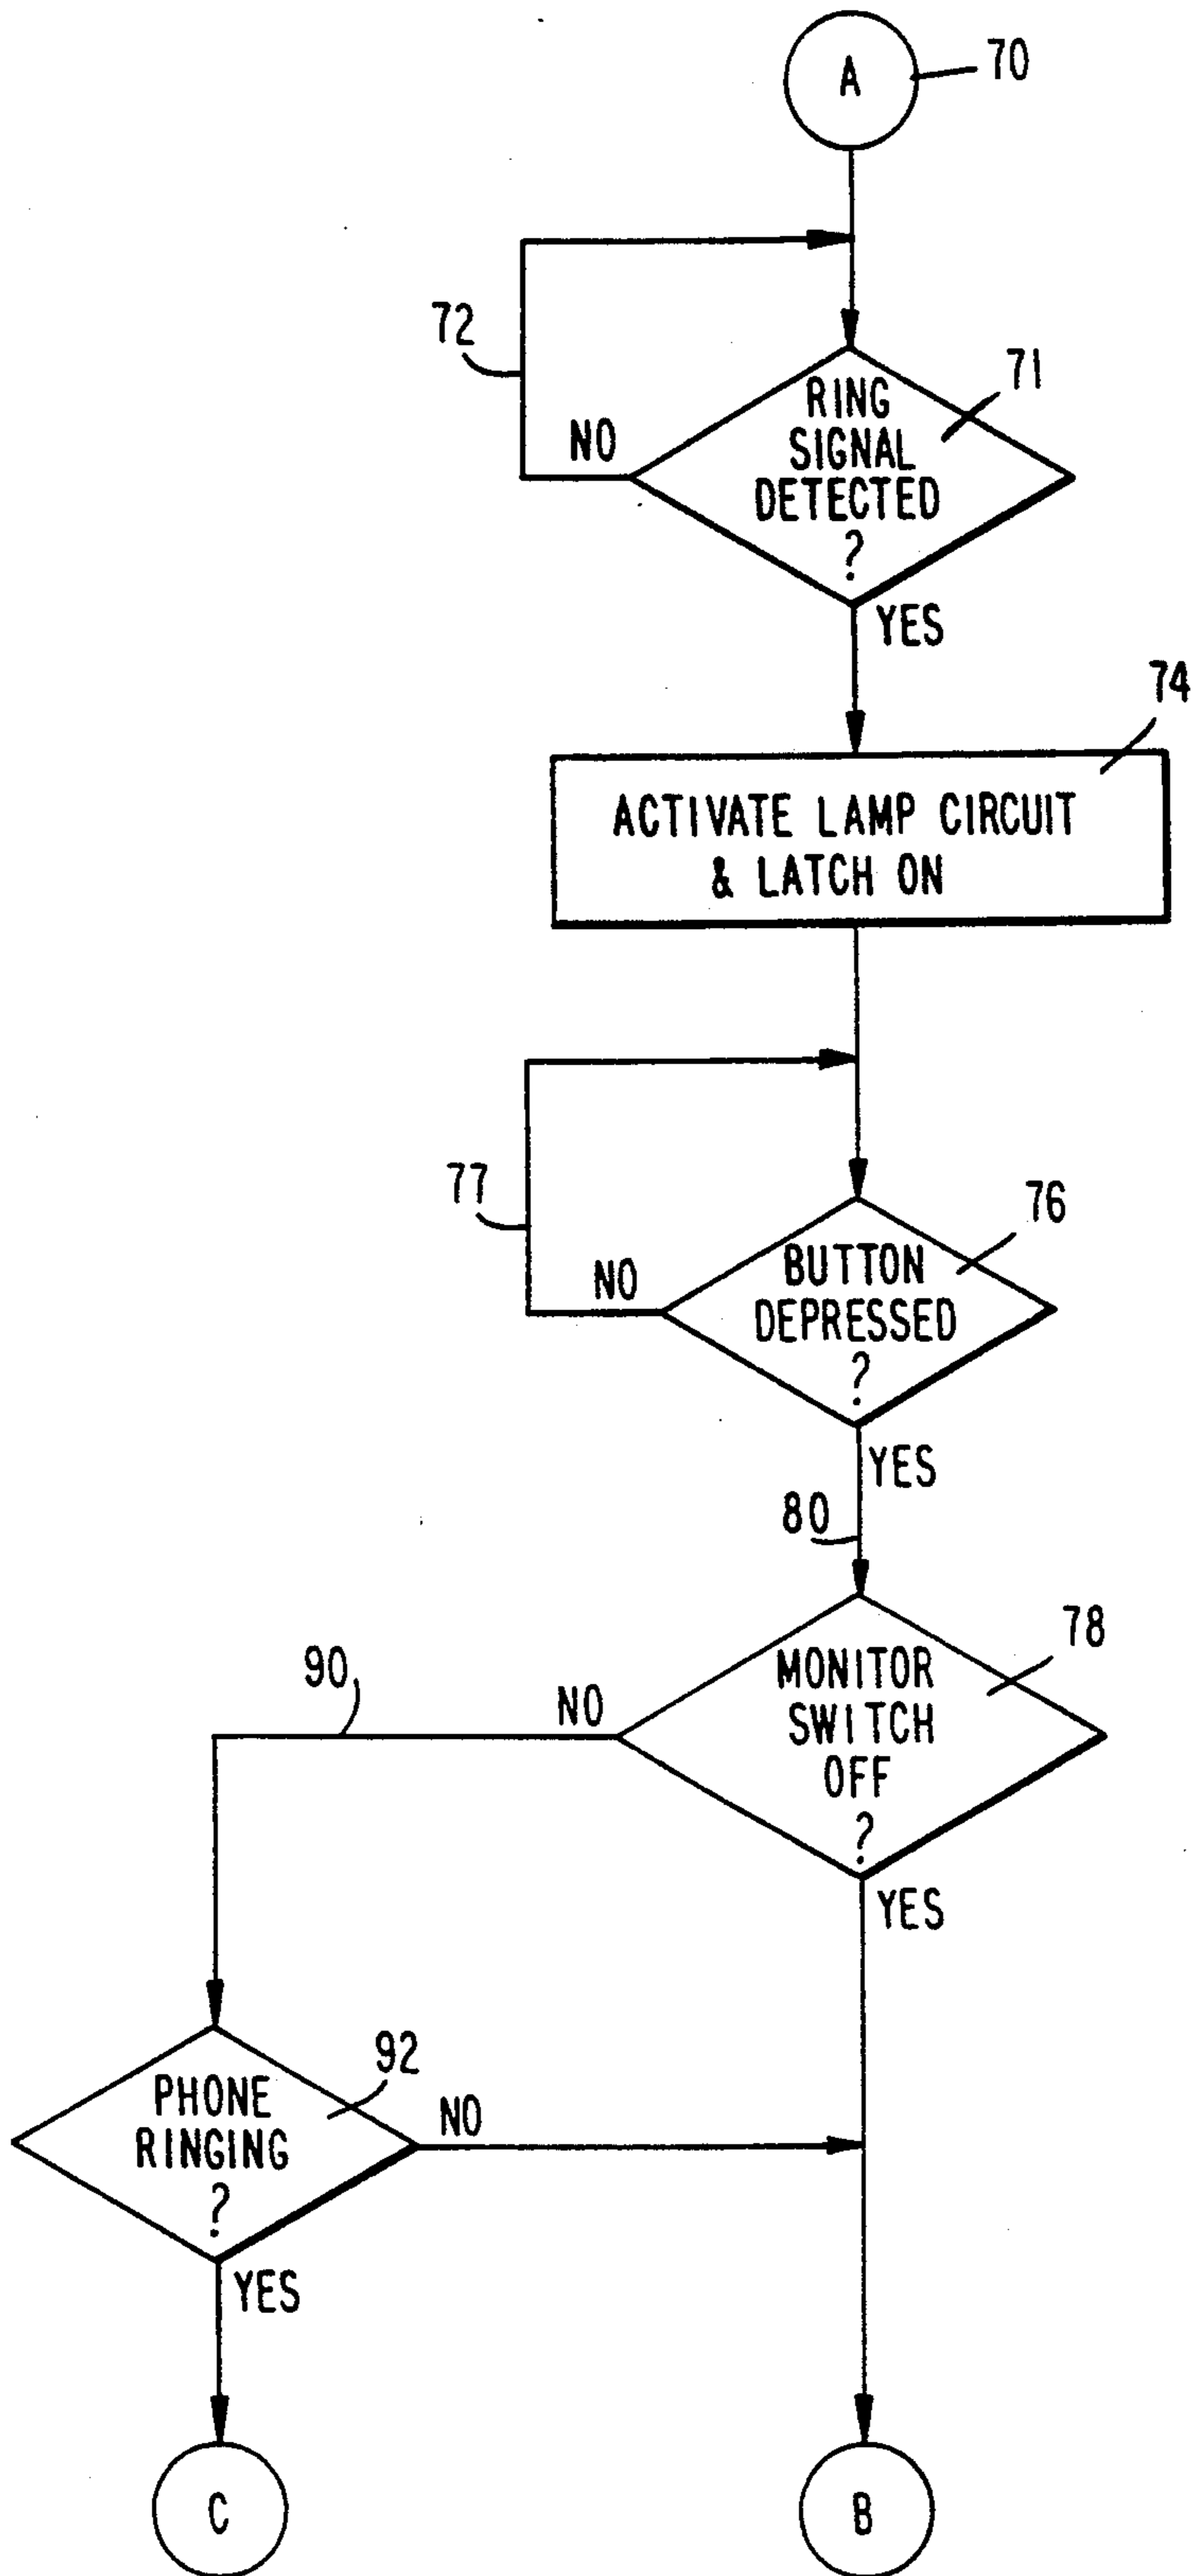 A
70
72
71
RING
SIGNAL
DETECTED
?
NO
YES
74
ACTIVATE LAMP CIRCUIT
& LATCH ON
77
76
BUTTON
DEPRESSED
?
NO
YES
80
78
MONITOR
SWITCH
OFF
?
90
NO
YES
92
PHONE
RINGING
?
NO
YES
C
B